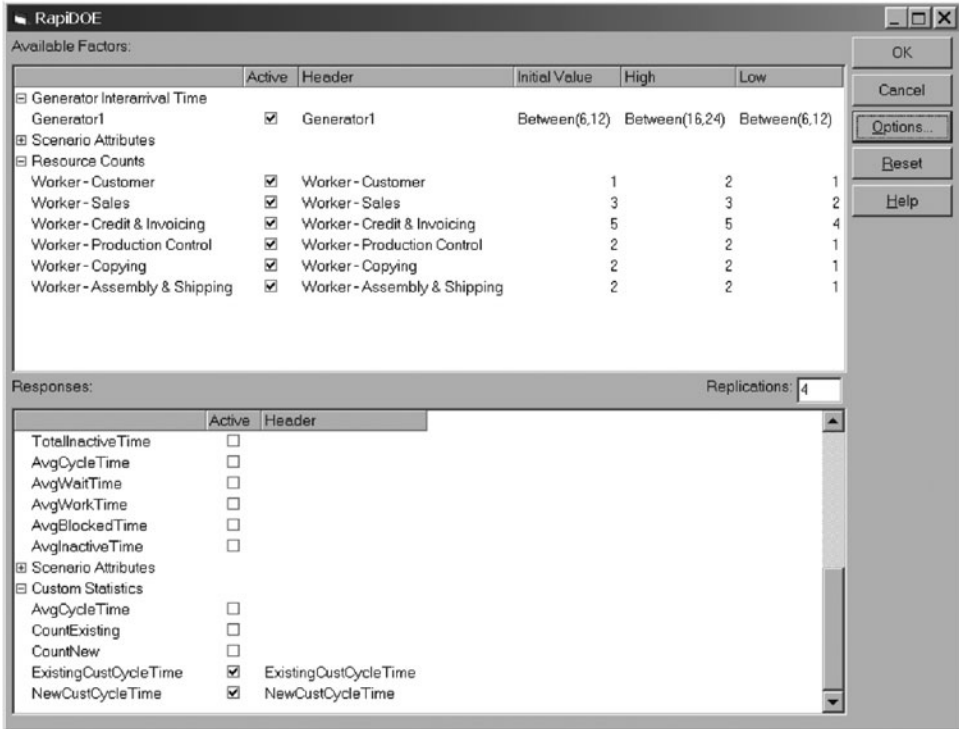 RapiDOE
Available Factors:
OK
Active Header Initial Value High Low
Cancel
Generator Interarrival Time
Generator1 Generator1 Between(6,12) Between(16,24) Between(6,12)
Options...
Scenario Attributes
Resource Counts
Reset
Worker - Customer Worker - Customer 1 2 1
Worker - Sales Worker - Sales 3 3 2
Help
Worker - Credit & Invoicing Worker - Credit & Invoicing 5 5 4
Worker - Production Control Worker - Production Control 2 2 1
Worker - Copying Worker - Copying 2 2 1
Worker - Assembly & Shipping Worker - Assembly & Shipping 2 2 1
Responses: Replications: 4
Active Header
TotalInactiveTime
AvgCycleTime
AvgWaitTime
AvgWorkTime
AvgBlockedTime
AvgInactiveTime
Scenario Attributes
Custom Statistics
AvgCycleTime
CountExisting
CountNew
ExistingCustCycleTime ExistingCustCycleTime
NewCustCycleTime NewCustCycleTime